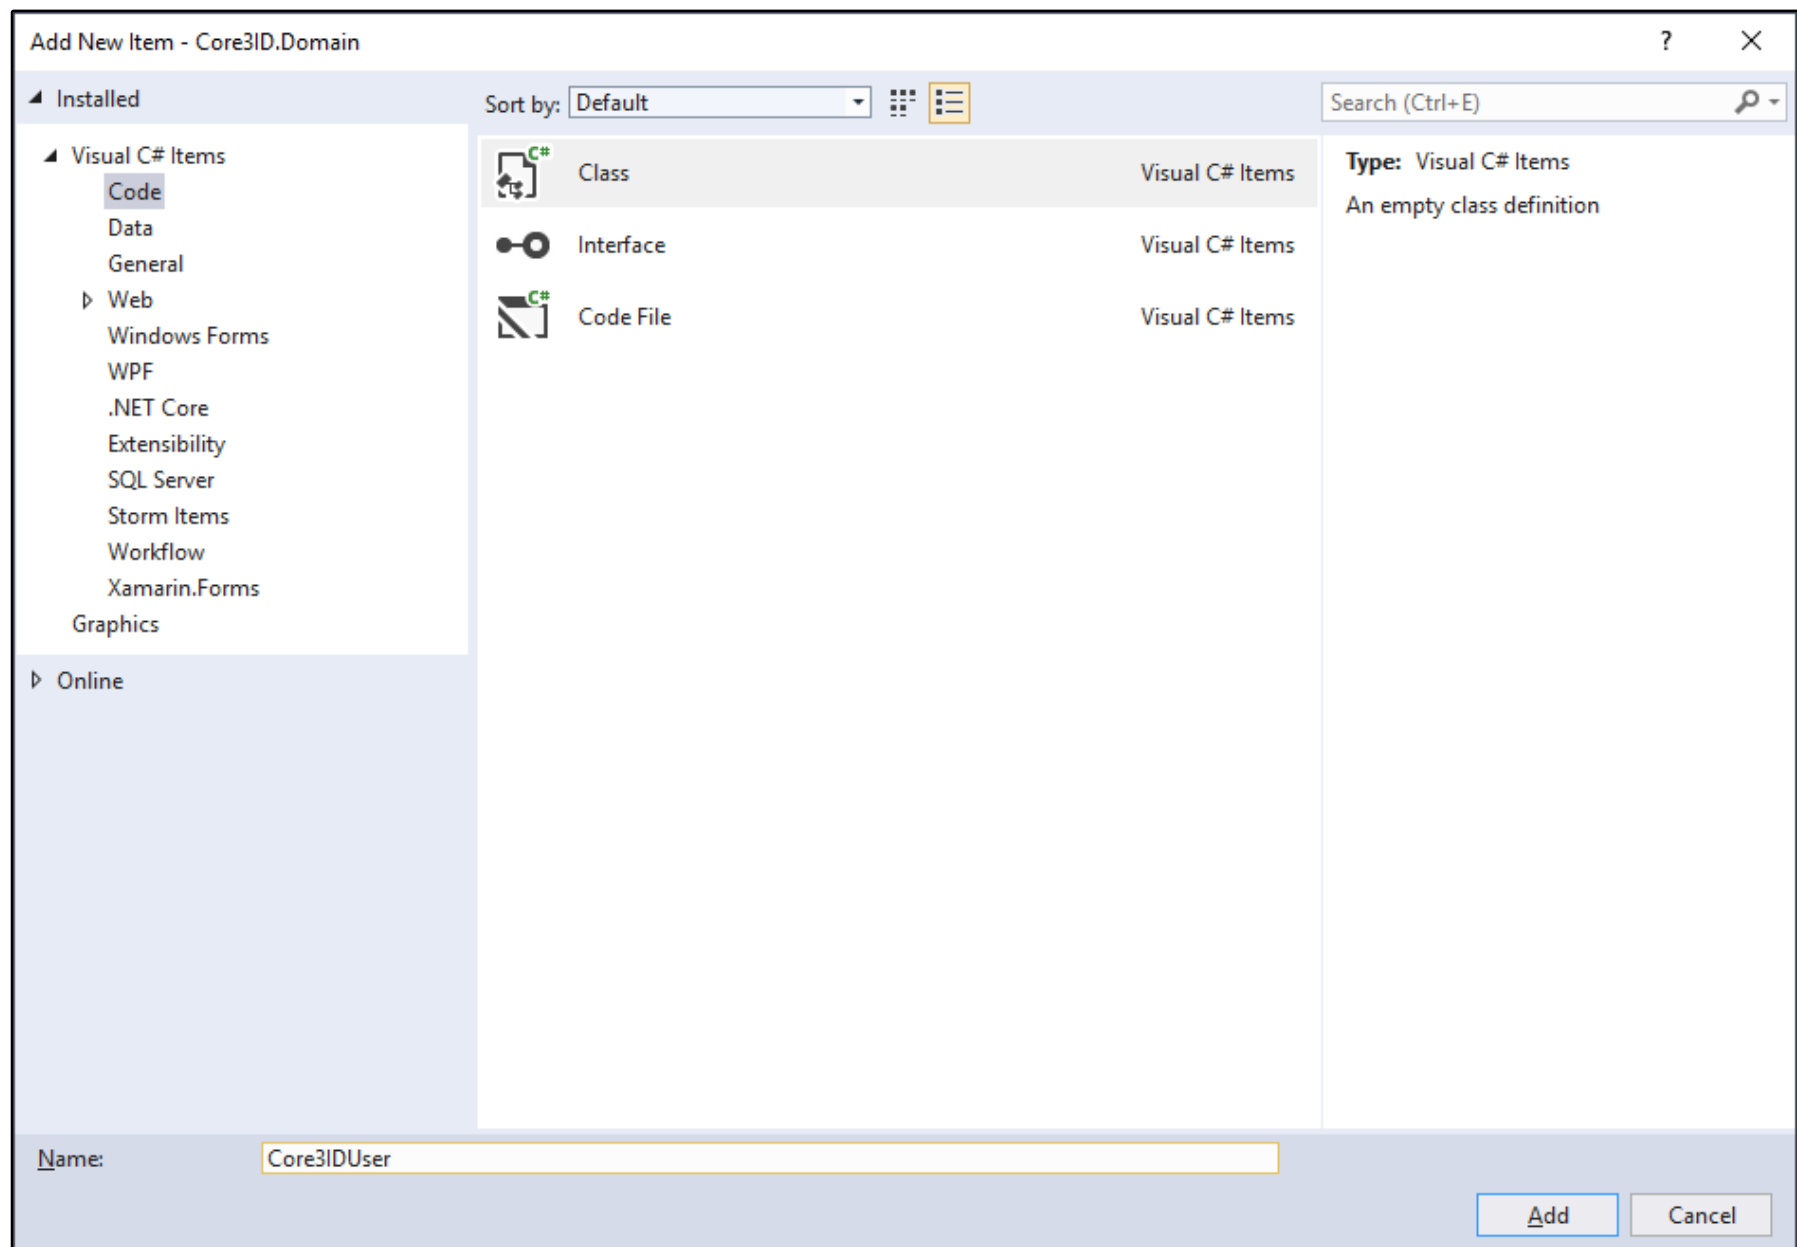 Add New Item - Core3ID.Domain
?
Installed
Sort by: Default
Search (Ctrl+E)
Visual C# Items
Code
Data
General
Web
Windows Forms
WPF
.NET Core
Extensibility
SQL Server
Storm Items
Workflow
Xamarin.Forms
Graphics
Online
C# Class Visual C# Items
Interface Visual C# Items
C# Code File Visual C# Items
Type: Visual C# Items
An empty class definition
Name: Core3IDUser
Add Cancel